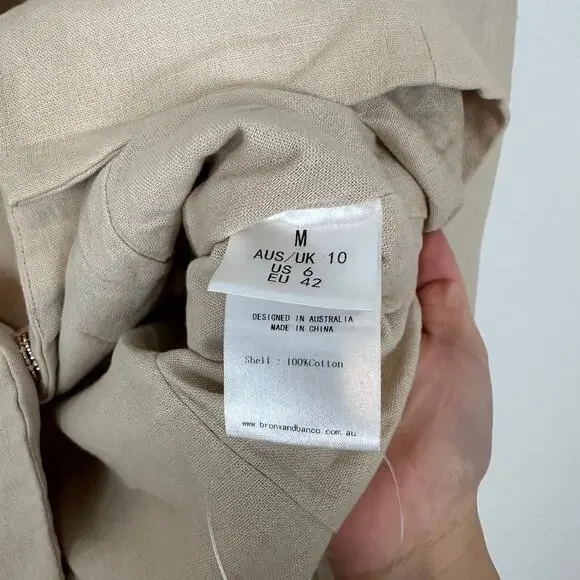 M
AUS/UK 10
US 6
EU 42
DESIGNED IN AUSTRALIA
MADE IN CHINA
Shell : 100%Cotton
www.bronxandbanco.com.au